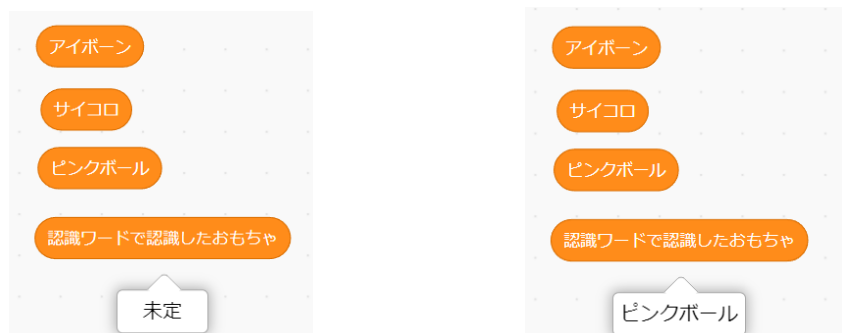 アイボーン
サイコロ
ピンクボール
認識ワードで認識したおもちゃ
未定
アイボーン
サイコロ
ピンクボール
認識ワードで認識したおもちゃ
ピンクボール